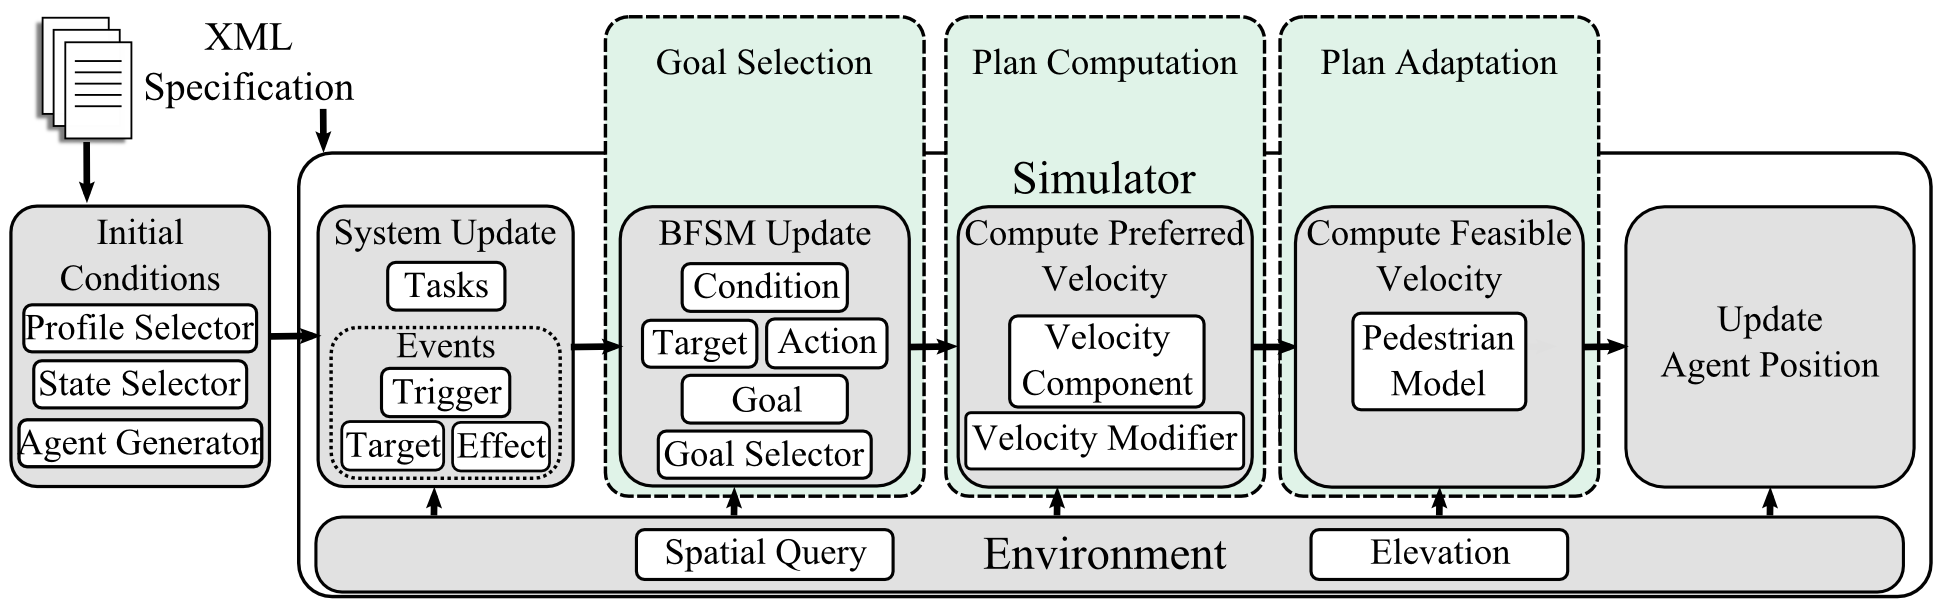 XML
Specification
Goal Selection
Plan Computation
Plan Adaptation
Simulator
Initial
Conditions
Profile Selector
State Selector
Agent Generator
System Update
Tasks
Events
Trigger
Target
Effect
BFSM Update
Condition
Target
Action
Goal
Goal Selector
Compute Preferred
Velocity
Velocity
Component
Velocity Modifier
Compute Feasible
Velocity
Pedestrian
Model
Update
Agent Position
Spatial Query
Environment
Elevation